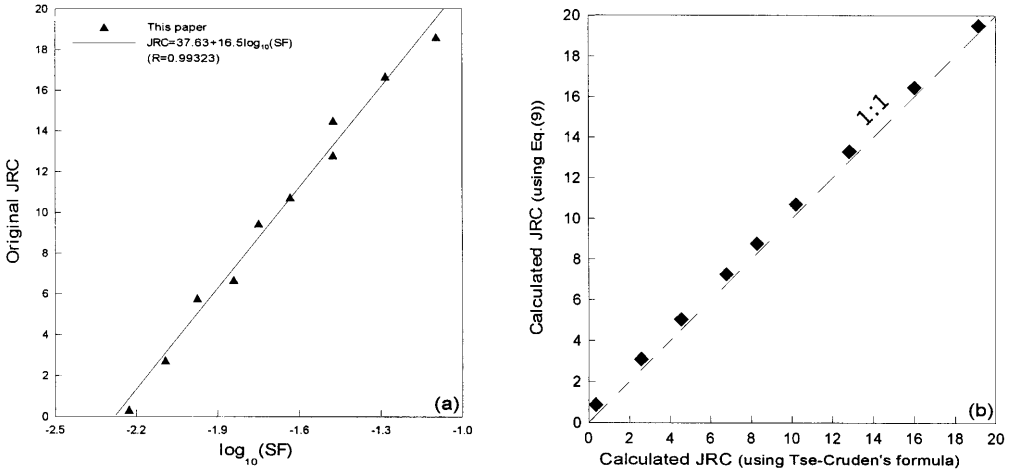 This paper
JRC=37.63+16.5log10(SF)
(R=0.99323)
Original JRC
20
18
16
14
12
10
8
6
4
2
0
-2.5
-2.2
-1.9
-1.6
-1.3
-1.0
log10(SF)
(a)
Calculated JRC (using Eq.(9))
20
18
16
14
12
10
8
6
4
2
0
1:1
0 2 4 6 8 10 12 14 16 18 20
Calculated JRC (using Tse-Cruden's formula)
(b)